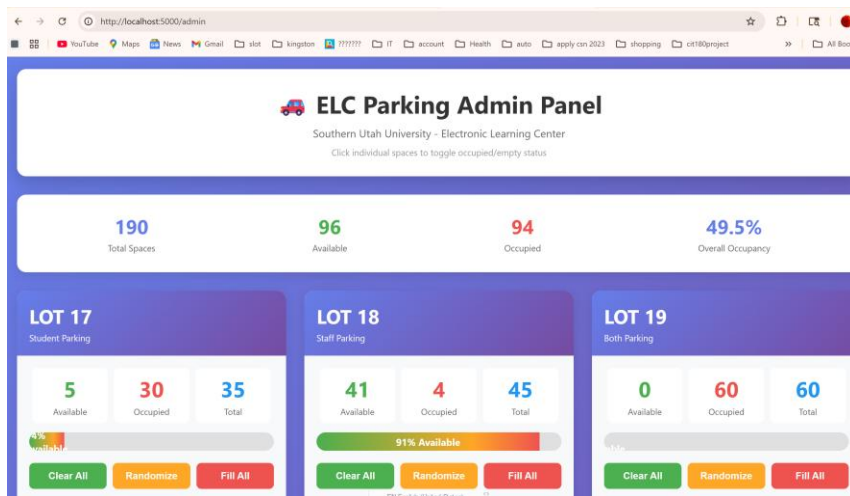 http://localhost:5000/admin
YouTube Maps News Gmail slot kingston ??????? IT account Health auto apply csn 2023 shopping cit180project » All Boo
ELC Parking Admin Panel
Southern Utah University - Electronic Learning Center
Click individual spaces to toggle occupied/empty status
190 96 94 49.5%
Total Spaces Available Occupied Overall Occupancy
LOT 17 LOT 18 LOT 19
Student Parking Staff Parking Both Parking
5 30 35 41 4 45 0 60 60
Available Occupied Total Available Occupied Total Available Occupied Total
91% Available
Clear All Randomize Fill All Clear All Randomize Fill All Clear All Randomize Fill All